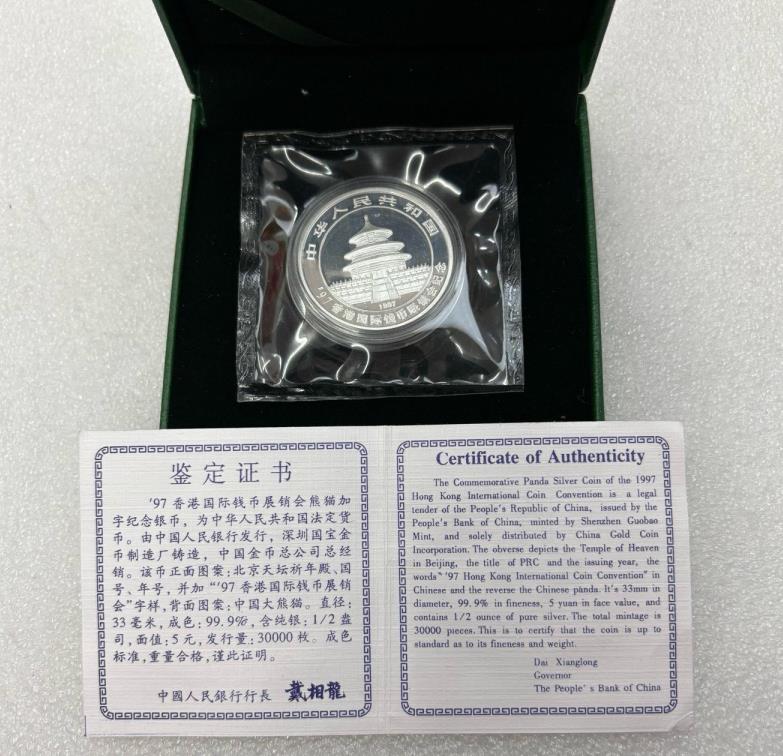 中华人民共和国
1997
'97香港国际钱币展销会纪念
鉴定证书
'97香港国际钱币展销会熊猫加
字纪念银币，为中华人民共和国法定货
币。由中国人民银行发行，深圳国宝金
币制造厂铸造，中国金币总公司总经
销。该币正面图案：北京天坛祈年殿、国
号、年号，并加“'97香港国际钱币展销
会”字样，背面图案：中国大熊猫。直径：
33毫米，成色：99.9%，含纯银：1/2盎
司，面值：5元，发行量：30000枚。成色
标准，重量合格，谨此证明。
中國人民銀行行長 戴相龍
Certificate of Authenticity
The Commemorative Panda Silver Coin of the 1997
Hong Kong International Coin Convention is a legal
tender of the People's Republic of China, issued by the
People's Bank of China, minted by Shenzhen Guobao
Mint, and solely distributed by China Gold Coin
Incorporation. The obverse depicts the Temple of Heaven
in Beijing, the title of PRC and the issuing year, the
words "'97 Hong Kong International Coin Convention" in
Chinese and the reverse the Chinese panda. It's 33mm in
diameter, 99.9% in fineness, 5 yuan in face value, and
contains 1/2 ounce of pure silver. The total mintage is
30000 pieces. This is to certify that the coin is up to
standard as to its fineness and weight.
Dai Xianglong
Governor
The People's Bank of China